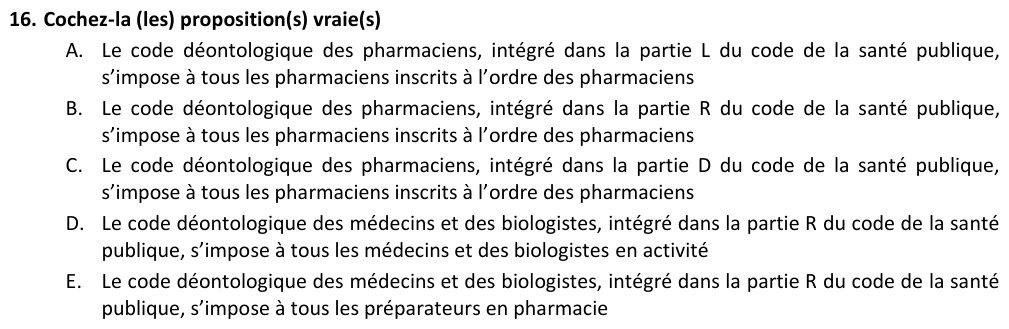 16. Cochez-la (les) proposition(s) vraie(s)
A. Le code déontologique des pharmaciens, intégré dans la partie L du code de la santé publique,
s'impose à tous les pharmaciens inscrits à l'ordre des pharmaciens
B. Le code déontologique des pharmaciens, intégré dans la partie R du code de la santé publique,
s'impose à tous les pharmaciens inscrits à l'ordre des pharmaciens
C. Le code déontologique des pharmaciens, intégré dans la partie D du code de la santé publique,
s'impose à tous les pharmaciens inscrits à l'ordre des pharmaciens
D. Le code déontologique des médecins et des biologistes, intégré dans la partie R du code de la santé
publique, s'impose à tous les médecins et des biologistes en activité
E. Le code déontologique des médecins et des biologistes, intégré dans la partie R du code de la santé
publique, s'impose à tous les préparateurs en pharmacie